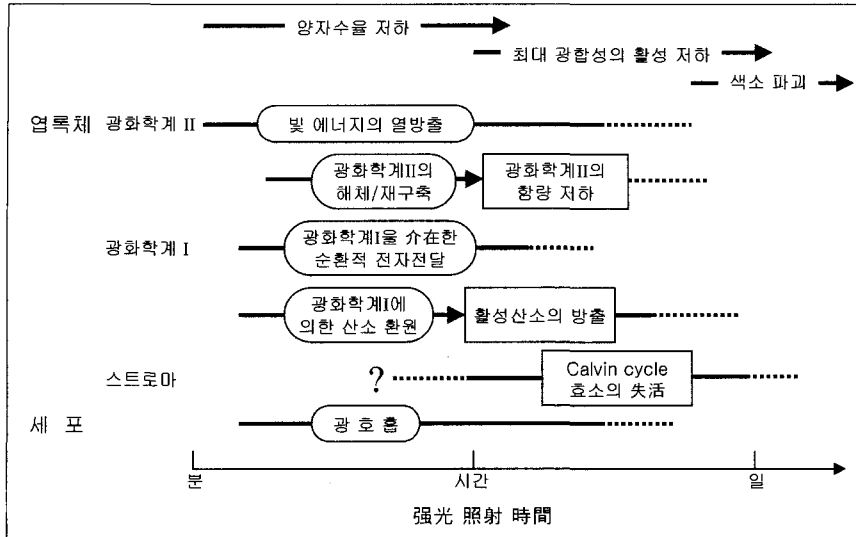 양자수율 저하
최대 광합성의 활성 저하
색소 파괴
엽록체 광화학계 II
빛 에너지의 열방출
광화학계II의
해체/재구축
광화학계II의
함량 저하
광화학계 I
광화학계I을 介在한
순환적 전자전달
광화학계I에
의한 산소 환원
활성산소의 방출
스트로마
?
Calvin cycle
효소의 失活
세 포
광 호 흡
분
시간
일
强光 照射 時間